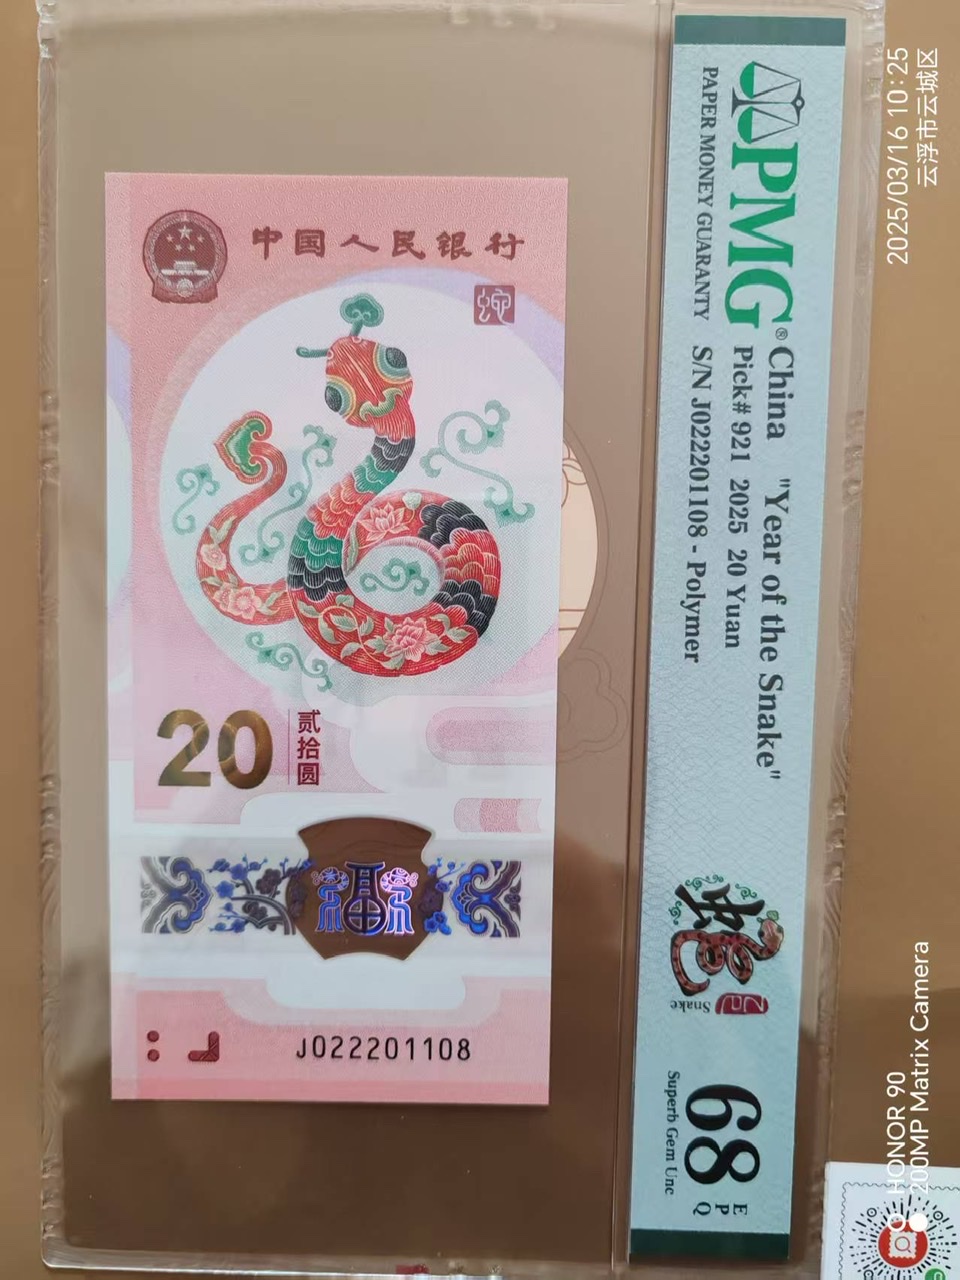 中国人民银行
蛇
20
贰拾圆
福
J022201108
PMG®
PAPER MONEY GUARANTY
China "Year of the Snake"
Pick# 921 2025 20 Yuan
S/N J022201108 - Polymer
蛇
Snake
68
EPQ
Superb Gem Unc
2025/03/16 10:25
云浮市云城区
HONOR 90
200MP Matrix Camera